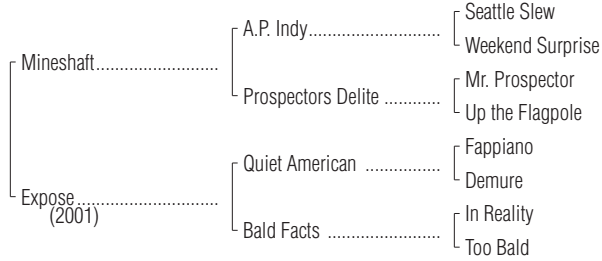 Seattle Slew
A.P. Indy..............................
Weekend Surprise
Mineshaft............................
Mr. Prospector
Prospectors Delite ............
Up the Flagpole
Fappiano
Quiet American ................
Demure
Expose................................
(2001)
In Reality
Bald Facts ........................
Too Bald